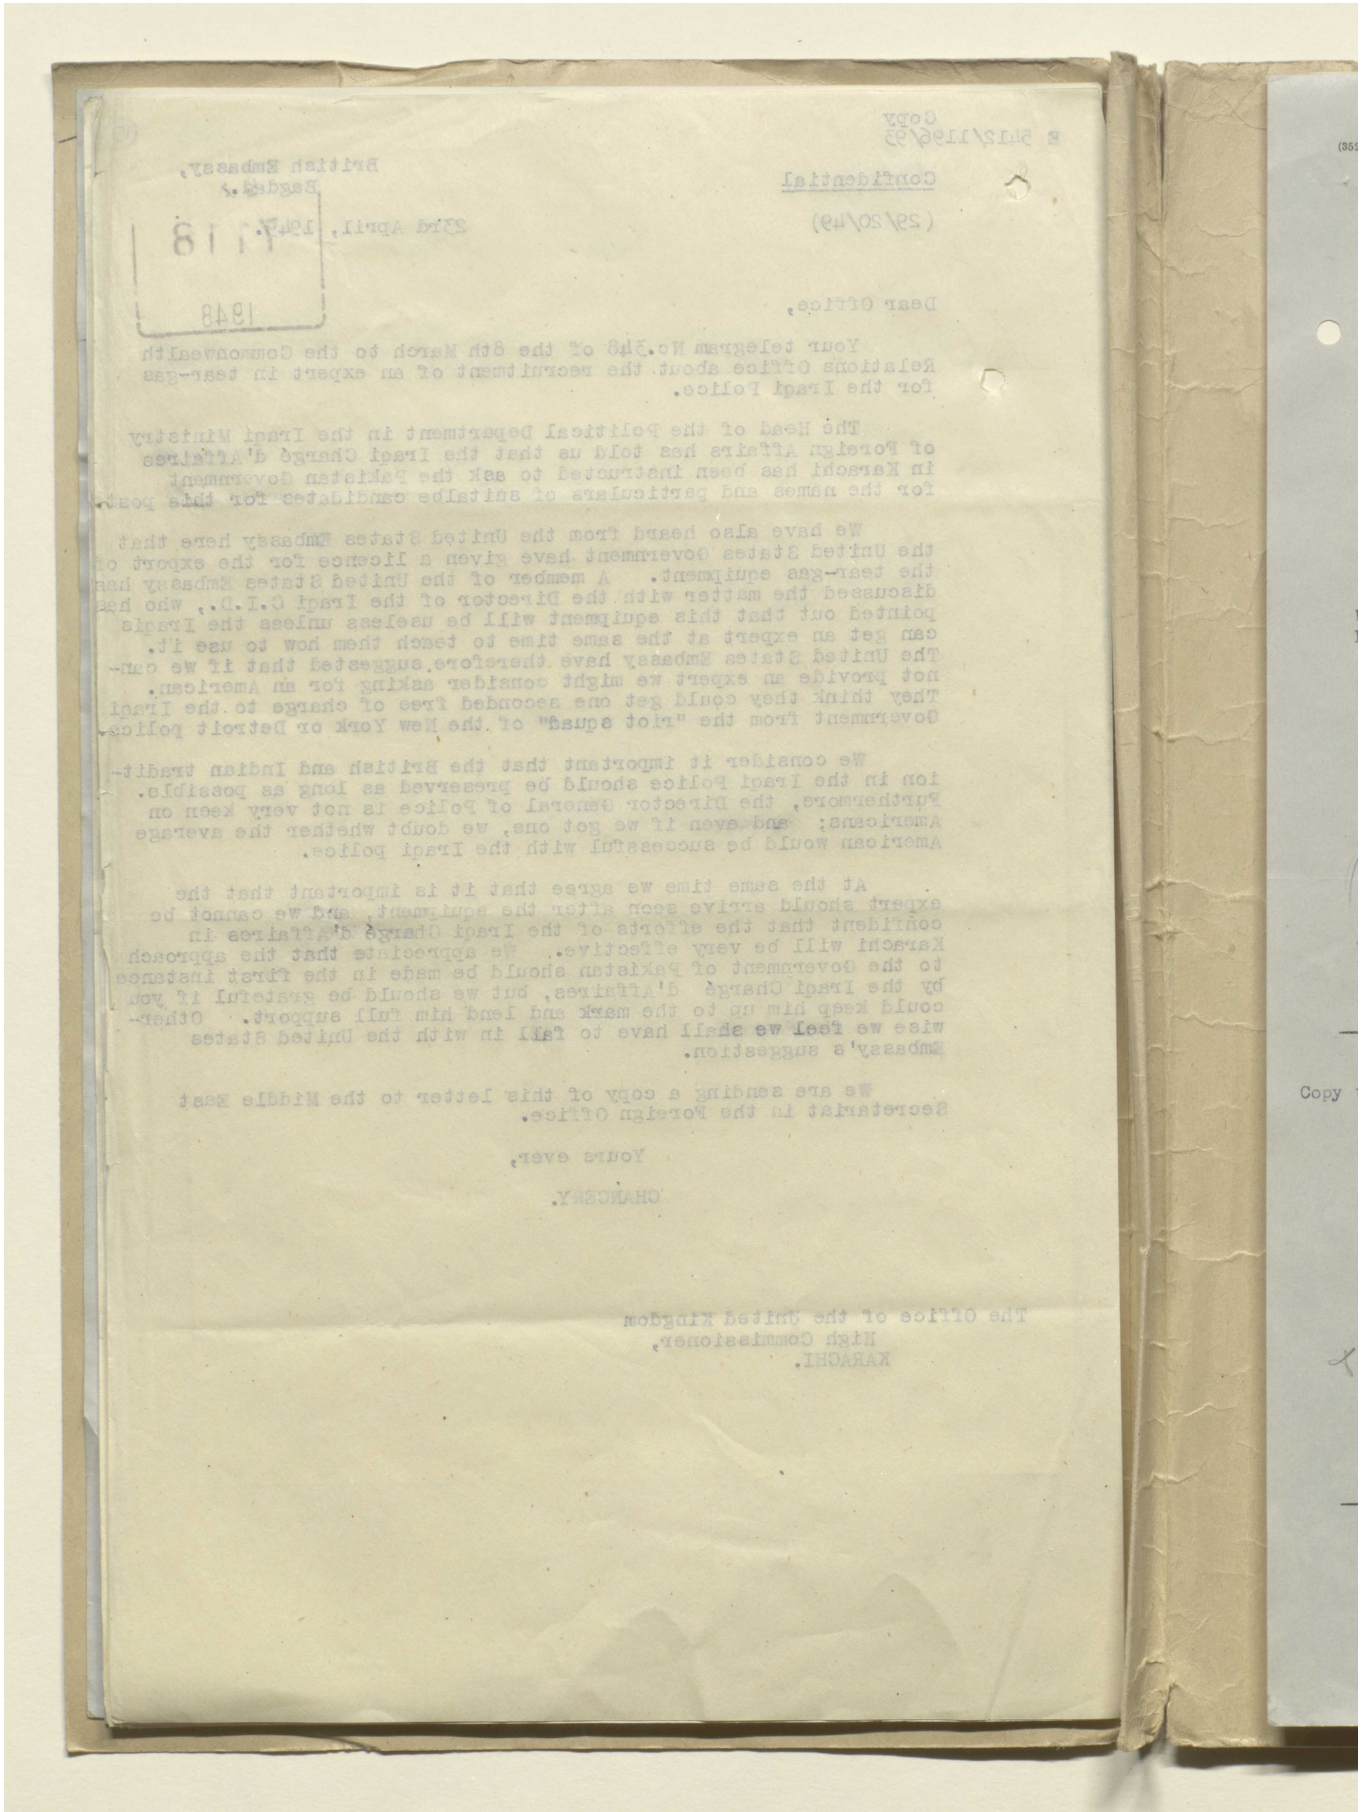 Copy
E 5412/1196/93
Confidential
(29/20/49)
British Embassy,
Bagdad.
23rd April, 1949.
1118
1948
Dear Office,
Your telegram No.348 of the 8th March to the Commonwealth
Relations Office about the recruitment of an expert in tear-gas
for the Iraqi Police.
The Head of the Political Department in the Iraqi Ministry
of Foreign Affairs has told us that the Iraqi Chargé d'Affaires
in Karachi has been instructed to ask the Pakistan Government
for the names and particulars of suitalbe candidates for this post.
We have also heard from the United States Embassy here that
the United States Government have given a licence for the export of
the tear-gas equipment. A member of the United States Embassy has
discussed the matter with the Director of the Iraqi C.I.D., who has
pointed out that this equipment will be useless unless the Iraqis
can get an expert at the same time to teach them how to use it.
The United States Embassy have therefore suggested that if we can-
not provide an expert we might consider asking for an American.
They think they could get one seconded free of charge to the Iraqi
Government from the "riot squad" of the New York or Detroit police.
We consider it important that the British and Indian tradit-
ion in the Iraqi Police should be preserved as long as possible.
Furthermore, the Director General of Police is not very keen on
Americans; and even if we got one, we doubt whether the average
American would be successful with the Iraqi police.
At the same time we agree that it is important that the
expert should arrive soon after the equipment, and we cannot be
confident that the efforts of the Iraqi Chargé d'Affaires in
Karachi will be very effective. We appreciate that the approach
to the Government of Pakistan should be made in the first instance
by the Iraqi Chargé d'Affaires, but we should be grateful if you
could keep him up to the mark and lend him full support. Other-
wise we feel we shall have to fall in with the United States
Embassy's suggestion.
We are sending a copy of this letter to the Middle East
Secretariat in the Foreign Office.
Yours ever,
CHANCERY.
The Office of the United Kingdom
High Commissioner,
KARACHI.
(352
Copy